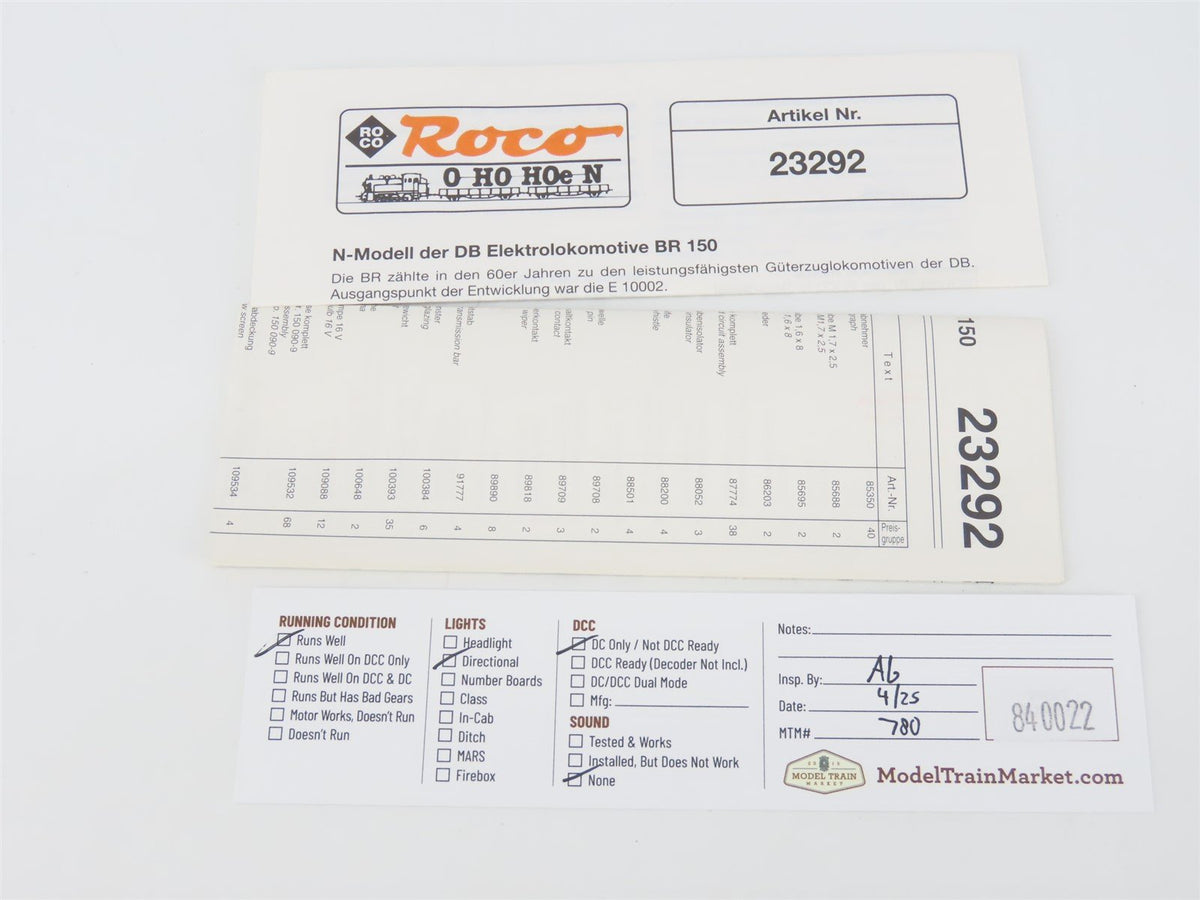 RO
CO
Roco
O HO HOe N
Artikel Nr.
23292
N-Modell der DB Elektrolokomotive BR 150
Die BR zählte in den 60er Jahren zu den leistungsfähigsten Güterzuglokomotiven der DB.
Ausgangspunkt der Entwicklung war die E 10002.
150
23292
Text Art.-Nr. Preis-
gruppe
85350 40
85688 2
85695 2
86203 2
87774 38
88052 3
88200 4
88501 4
89708 2
89709 3
89818 2
89890 8
91777 4
100384 6
100393 35
100648 2
109088 12
109532 68
109534 4
RUNNING CONDITION
Runs Well
Runs Well On DCC Only
Runs Well On DCC & DC
Runs But Has Bad Gears
Motor Works, Doesn't Run
Doesn't Run
LIGHTS
Headlight
Directional
Number Boards
Class
In-Cab
Ditch
MARS
Firebox
DCC
DC Only / Not DCC Ready
DCC Ready (Decoder Not Incl.)
DC/DCC Dual Mode
Mfg:
SOUND
Tested & Works
Installed, But Does Not Work
None
Notes:
Insp. By: AG
Date: 4/25
MTM# 780
840022
MODEL TRAIN
MARKET
ModelTrainMarket.com